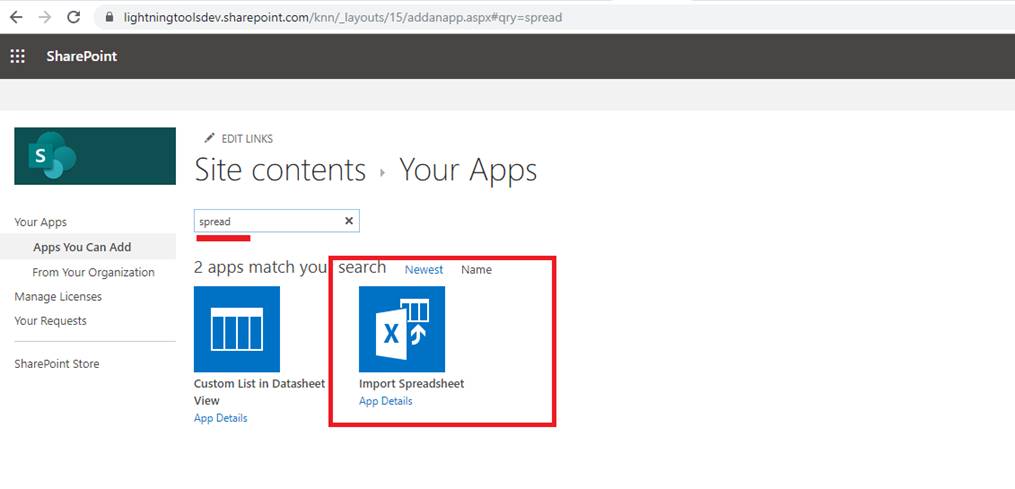 lightningtoolsdev.sharepoint.com/knn/_layouts/15/addanapp.aspx#qry=spread
SharePoint
S
EDIT LINKS
Site contents ▸ Your Apps
spread ×
Your Apps
Apps You Can Add
From Your Organization
Manage Licenses
Your Requests
SharePoint Store
2 apps match you search Newest Name
X
Custom List in Datasheet
View
App Details
Import Spreadsheet
App Details